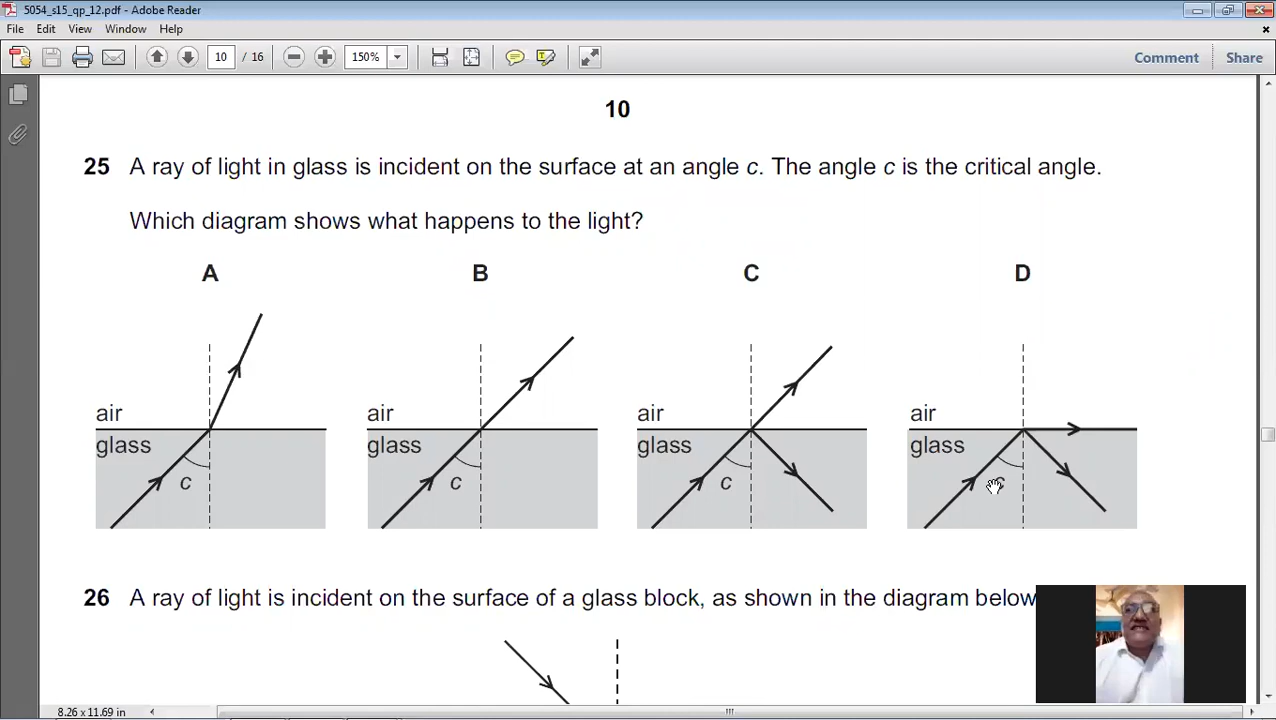 5054_s15_qp_12.pdf - Adobe Reader
File Edit View Window Help
10 / 16 150% Comment Share
10
25 A ray of light in glass is incident on the surface at an angle c. The angle c is the critical angle.
Which diagram shows what happens to the light?
A B C D
air air air air
glass glass glass glass
c c c c
26 A ray of light is incident on the surface of a glass block, as shown in the diagram below
8.26 x 11.69 in